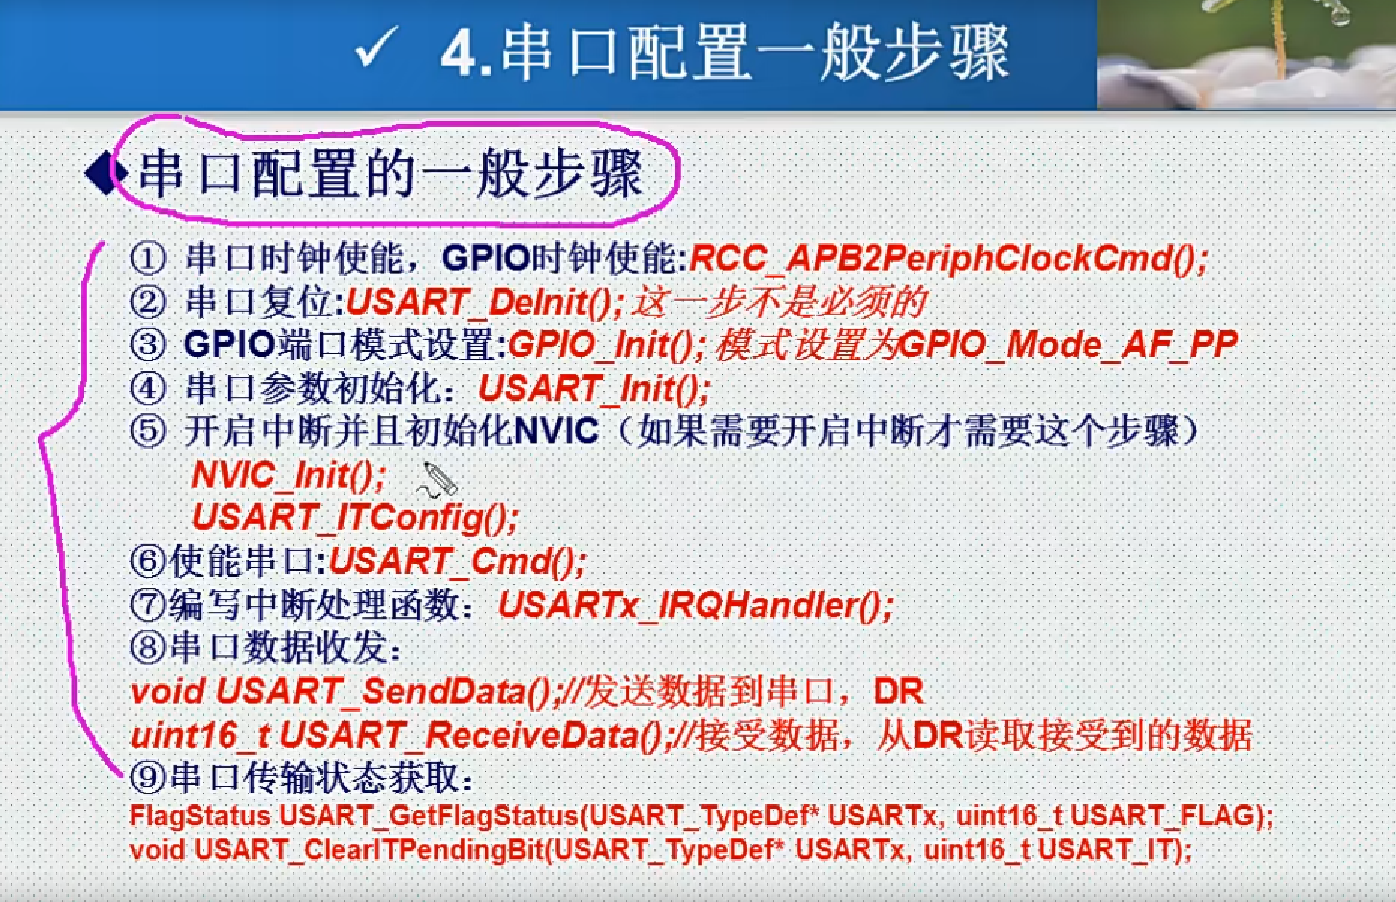 ✓ 4.串口配置一般步骤
◆串口配置的一般步骤
① 串口时钟使能，GPIO时钟使能:RCC_APB2PeriphClockCmd();
② 串口复位:USART_DeInit(); 这一步不是必须的
③ GPIO端口模式设置:GPIO_Init(); 模式设置为GPIO_Mode_AF_PP
④ 串口参数初始化：USART_Init();
⑤ 开启中断并且初始化NVIC（如果需要开启中断才需要这个步骤）
NVIC_Init();
USART_ITConfig();
⑥使能串口:USART_Cmd();
⑦编写中断处理函数：USARTx_IRQHandler();
⑧串口数据收发：
void USART_SendData();//发送数据到串口，DR
uint16_t USART_ReceiveData();//接受数据，从DR读取接受到的数据
⑨串口传输状态获取：
FlagStatus USART_GetFlagStatus(USART_TypeDef* USARTx, uint16_t USART_FLAG);
void USART_ClearITPendingBit(USART_TypeDef* USARTx, uint16_t USART_IT);